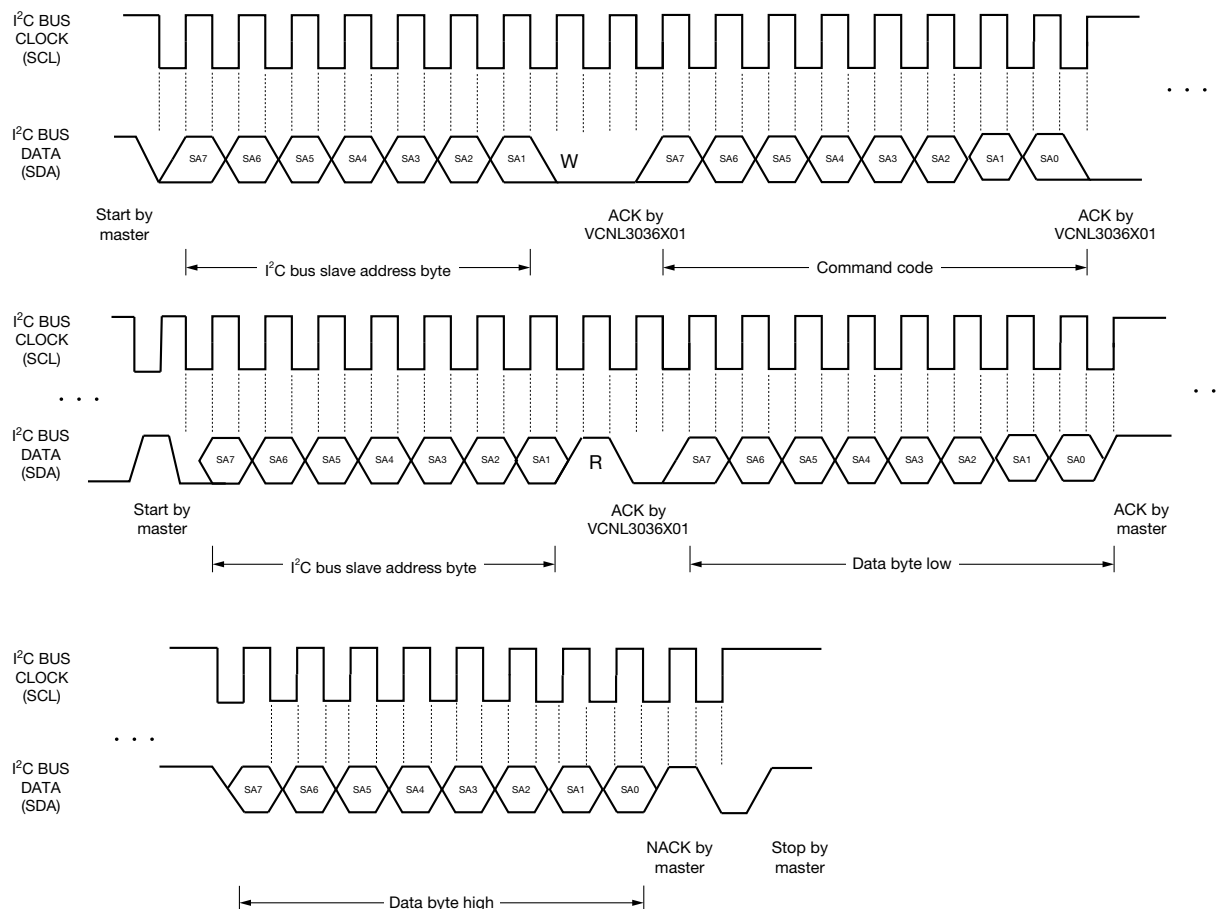 I²C BUS
CLOCK
(SCL)
. . .
I²C BUS
DATA
(SDA)
SA7 SA6 SA5 SA4 SA3 SA2 SA1 W SA7 SA6 SA5 SA4 SA3 SA2 SA1 SA0
Start by
master
ACK by
VCNL3036X01
ACK by
VCNL3036X01
I²C bus slave address byte
Command code
I²C BUS
CLOCK
(SCL)
. . .
. . .
I²C BUS
DATA
(SDA)
SA7 SA6 SA5 SA4 SA3 SA2 SA1 R SA7 SA6 SA5 SA4 SA3 SA2 SA1 SA0
Start by
master
ACK by
VCNL3036X01
ACK by
master
I²C bus slave address byte
Data byte low
I²C BUS
CLOCK
(SCL)
. . .
I²C BUS
DATA
(SDA)
SA7 SA6 SA5 SA4 SA3 SA2 SA1 SA0
NACK by
master
Stop by
master
Data byte high